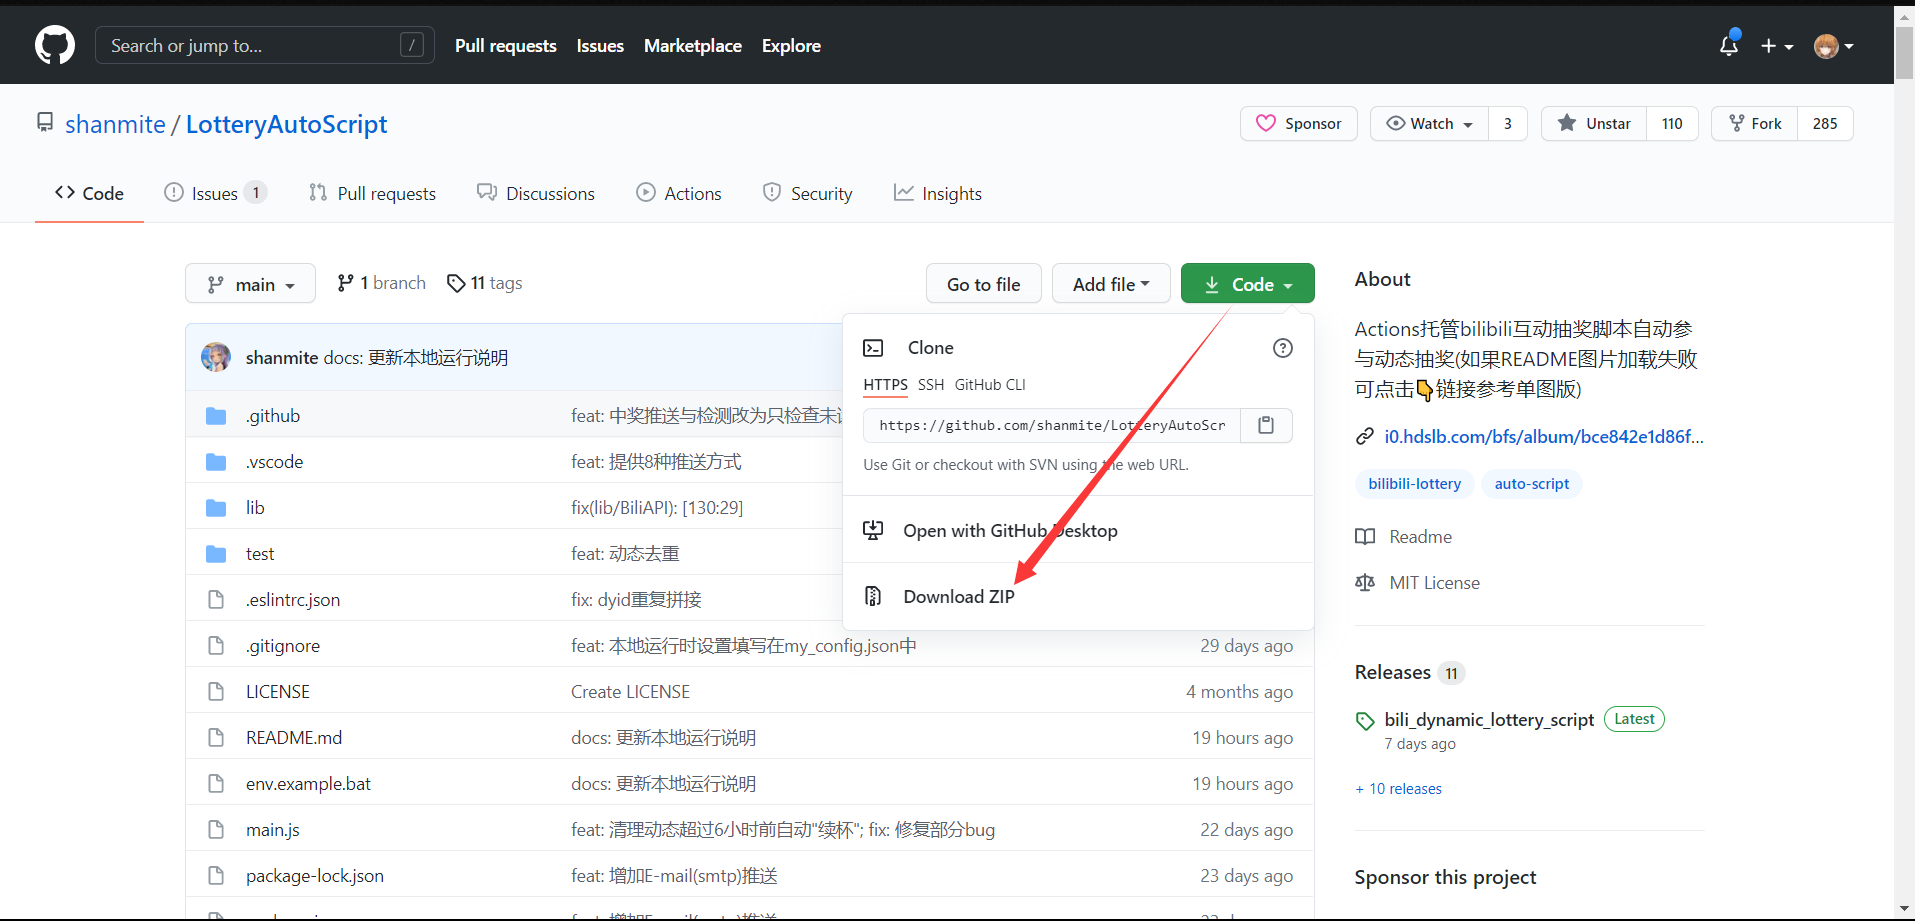 Search or jump to... /
Pull requests Issues Marketplace Explore
shanmite / LotteryAutoScript
Sponsor Watch 3 Unstar 110 Fork 285
Code Issues 1 Pull requests Discussions Actions Security Insights
main 1 branch 11 tags
Go to file Add file Code
shanmite docs: 更新本地运行说明
.github feat: 中奖推送与检测改为只检查未
.vscode feat: 提供8种推送方式
lib fix(lib/BiliAPI): [130:29]
test feat: 动态去重
.eslintrc.json fix: dyid重复拼接
.gitignore feat: 本地运行时设置填写在my_config.json中 29 days ago
LICENSE Create LICENSE 4 months ago
README.md docs: 更新本地运行说明 19 hours ago
env.example.bat docs: 更新本地运行说明 19 hours ago
main.js feat: 清理动态超过6小时前自动"续杯"; fix: 修复部分bug 22 days ago
package-lock.json feat: 增加E-mail(smtp)推送 23 days ago
Clone
HTTPS SSH GitHub CLI
https://github.com/shanmite/LotteryAutoScr
Use Git or checkout with SVN using the web URL.
Open with GitHub Desktop
Download ZIP
About
Actions托管bilibili互动抽奖脚本自动参
与动态抽奖(如果README图片加载失败
可点击👇链接参考单图版)
i0.hdslb.com/bfs/album/bce842e1d86f...
bilibili-lottery auto-script
Readme
MIT License
Releases 11
bili_dynamic_lottery_script Latest
7 days ago
+ 10 releases
Sponsor this project